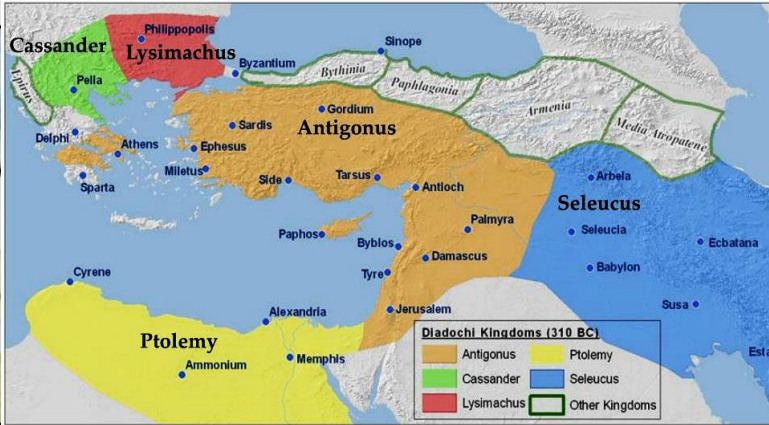 Philippopolis
Cassander
Lysimachus
Sinope
Byzantium
Bythinia
Paphlagonia
Epirus
Pella
Gordium
Armenia
Sardis
Antigonus
Media Atropatene
Delphi
Athens
Ephesus
Miletus
Side
Tarsus
Antioch
Arbela
Sparta
Seleucus
Palmyra
Seleucia
Paphos
Byblos
Ecbatana
Damascus
Babylon
Tyre
Cyrene
Susa
Alexandria
Jerusalem
Ptolemy
Memphis
Ammonium
Esta
Diadochi Kingdoms (310 BC)
Antigonus
Ptolemy
Cassander
Seleucus
Lysimachus
Other Kingdoms